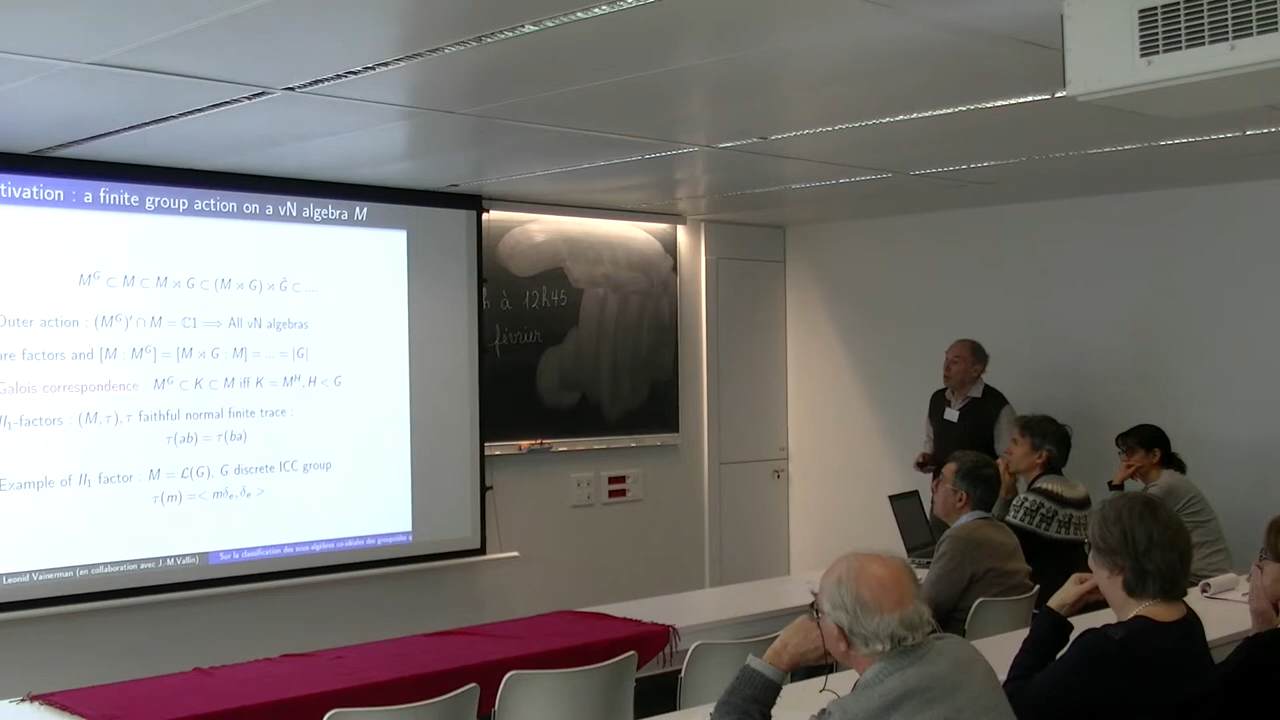 tivation : a finite group action on a vN algebra M
M^G ⊂ M ⊂ M ⋊ G ⊂ (M ⋊ G) ⋊ Ĝ ⊂ ....
Outer action : (M^G)' ∩ M = ℂ1 ⟹ All vN algebras
are factors and [M : M^G] = [M ⋊ G : M] = ... = |G|
Galois correspondence : M^G ⊂ K ⊂ M iff K = M^H, H < G
II₁-factors : (M, τ), τ faithful normal finite trace :
τ(ab) = τ(ba)
Example of II₁ factor : M = ℒ(G), G discrete ICC group
τ(m) =< mδₑ, δₑ >
Leonid Vainerman (en collaboration avec J.-M.Vallin)
Sur la classification des sous-algèbres co-idéales des groupoïdes
h à 12h45
février